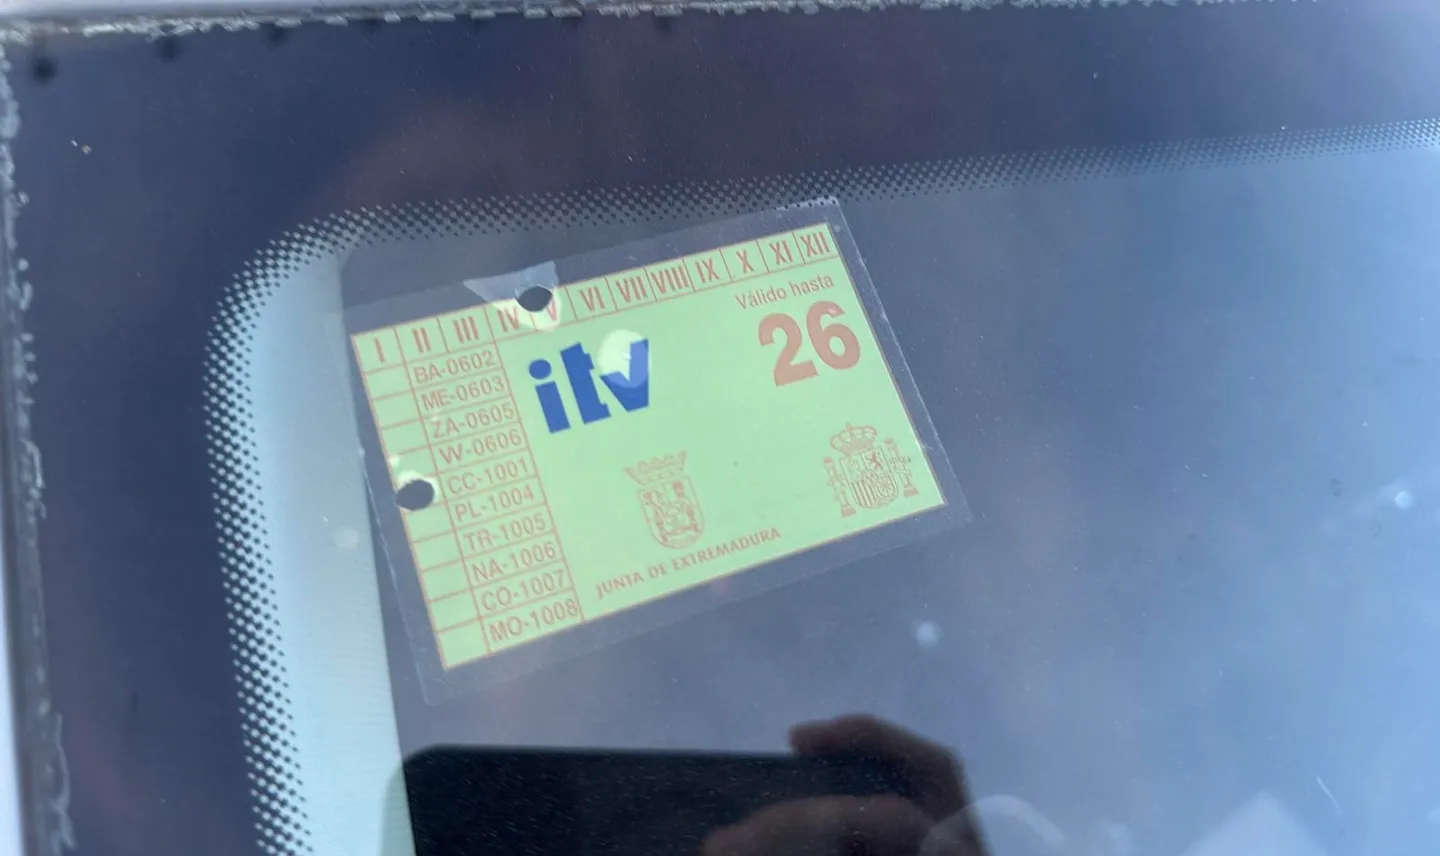 I II III IV V VI VII VIII IX X XI XII
Válido hasta
26
itv
BA-0602
ME-0603
ZA-0605
W-0606
CC-1001
PL-1004
TR-1005
NA-1006
CO-1007
MO-1008
JUNTA DE EXTREMADURA